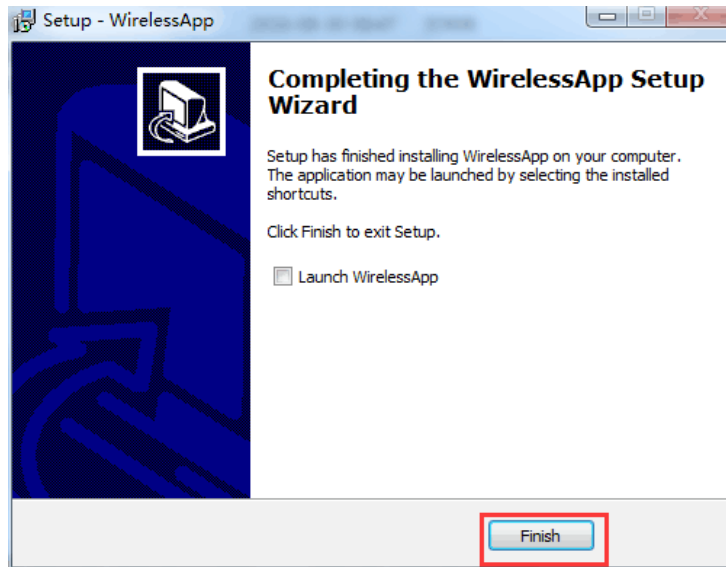 Setup - WirelessApp
Completing the WirelessApp Setup
Wizard
Setup has finished installing WirelessApp on your computer.
The application may be launched by selecting the installed
shortcuts.
Click Finish to exit Setup.
Launch WirelessApp
Finish